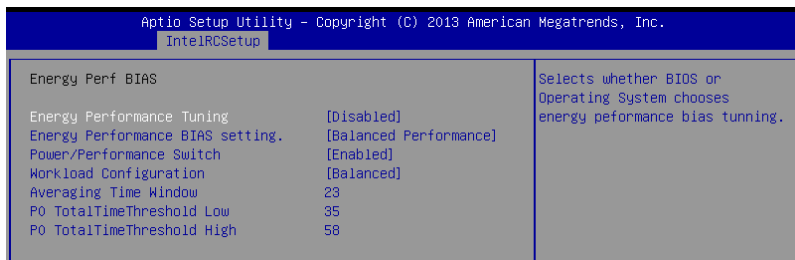 Aptio Setup Utility - Copyright (C) 2013 American Megatrends, Inc.
IntelRCSetup
Energy Perf BIAS
Energy Performance Tuning [Disabled]
Energy Performance BIAS setting. [Balanced Performance]
Power/Performance Switch [Enabled]
Workload Configuration [Balanced]
Averaging Time Window 23
P0 TotalTimeThreshold Low 35
P0 TotalTimeThreshold High 58
Selects whether BIOS or
Operating System chooses
energy peformance bias tunning.